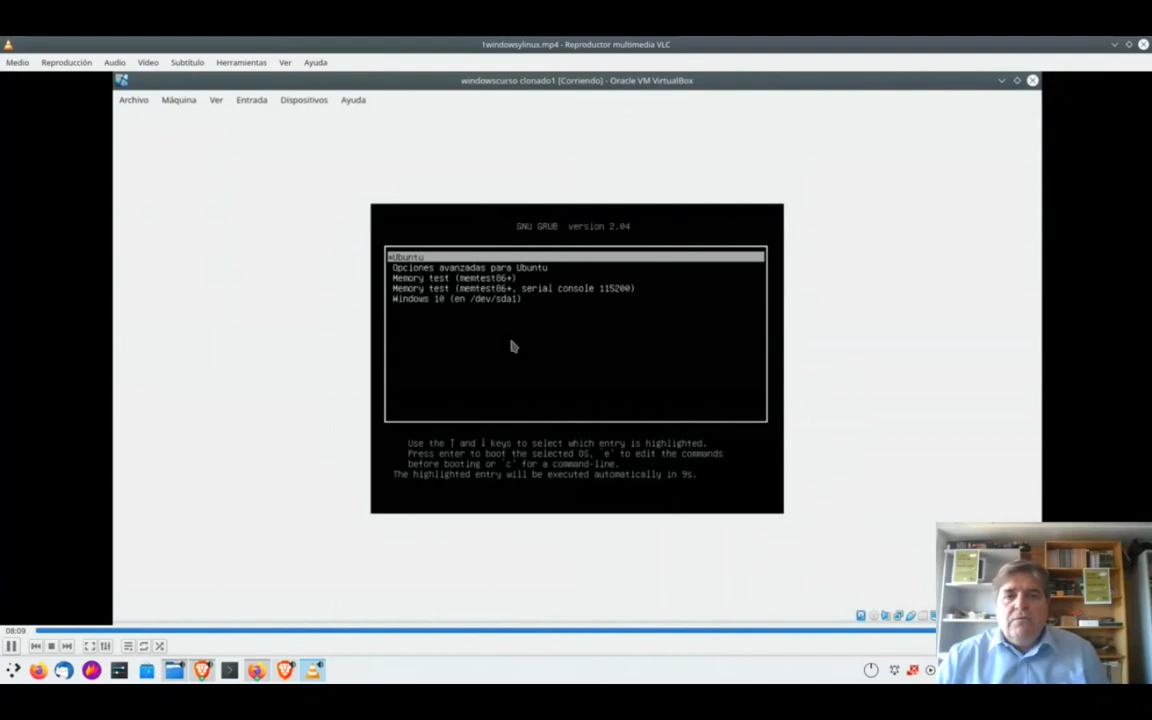 1windowsylinux.mp4 - Reproductor multimedia VLC
Medio Reproducción Audio Vídeo Subtítulo Herramientas Ver Ayuda
windowscurso clonado1 [Corriendo] - Oracle VM VirtualBox
Archivo Máquina Ver Entrada Dispositivos Ayuda
GNU GRUB version 2.04
*Ubuntu
Opciones avanzadas para Ubuntu
Memory test (memtest86+)
Memory test (memtest86+, serial console 115200)
Windows 10 (en /dev/sda1)
Use the ↑ and ↓ keys to select which entry is highlighted.
Press enter to boot the selected OS, `e' to edit the commands
before booting or `c' for a command-line.
The highlighted entry will be executed automatically in 9s.
08:09